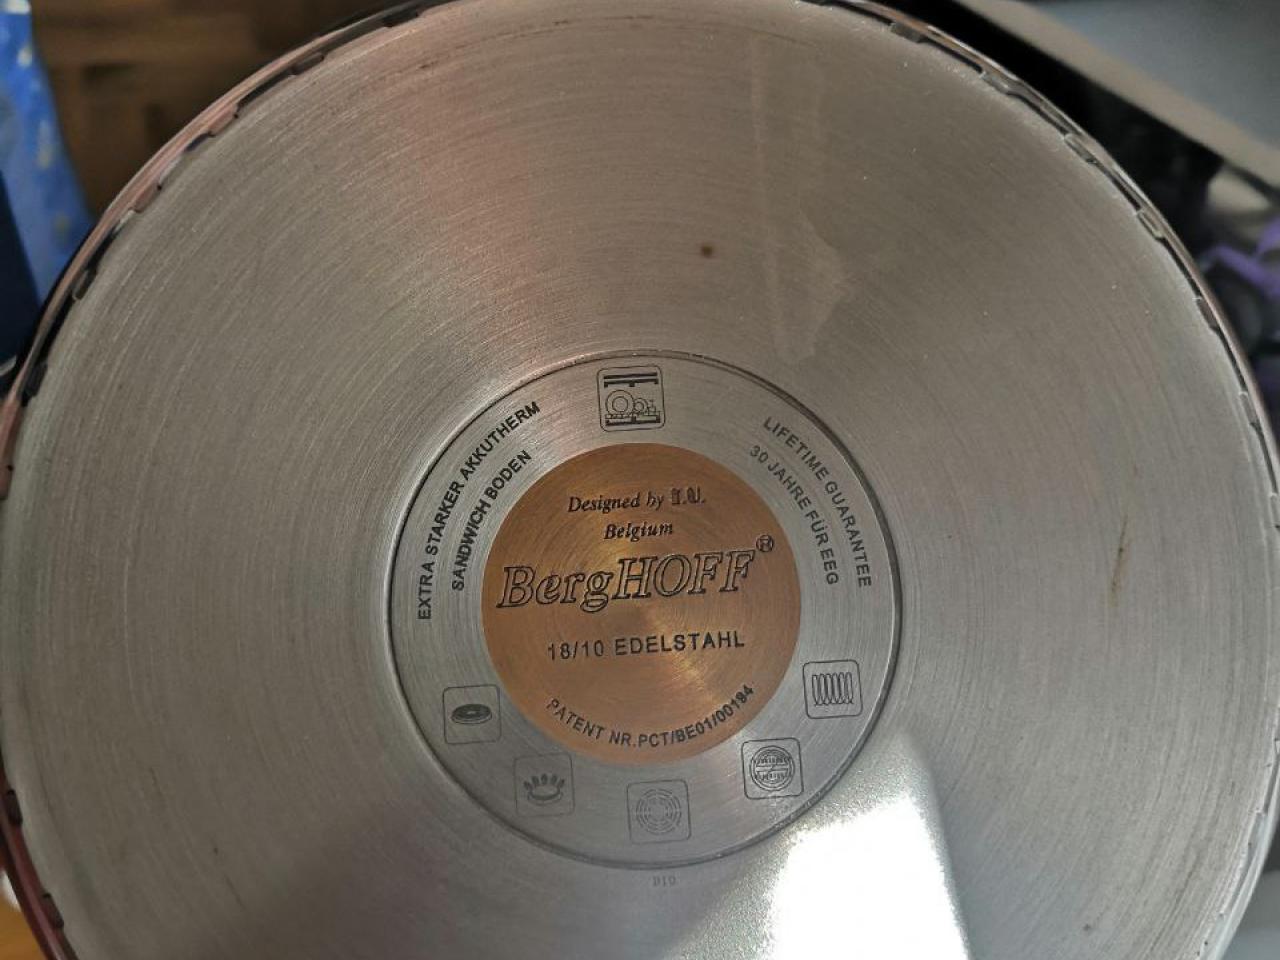 EXTRA STARKER AKKUTHERM
SANDWICH BODEN
LIFETIME GUARANTEE
30 JAHRE FÜR EEG
Designed by T.U.
Belgium
BergHOFF®
18/10 EDELSTAHL
PATENT NR.PCT/BE01/00194